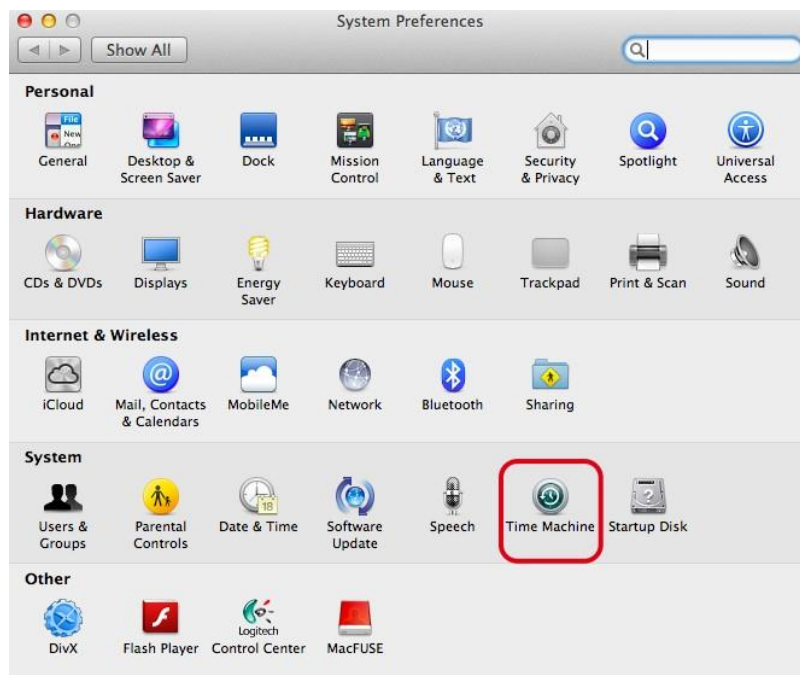 System Preferences
Show All
Personal
File
New
General
Desktop &
Screen Saver
Dock
Mission
Control
Language
& Text
Security
& Privacy
Spotlight
Universal
Access
Hardware
CDs & DVDs
Displays
Energy
Saver
Keyboard
Mouse
Trackpad
Print & Scan
Sound
Internet & Wireless
iCloud
@
Mail, Contacts
& Calendars
MobileMe
Network
Bluetooth
Sharing
System
Users &
Groups
Parental
Controls
18
Date & Time
Software
Update
Speech
Time Machine
?
Startup Disk
Other
DivX
Flash Player
Logitech
Control Center
MacFUSE